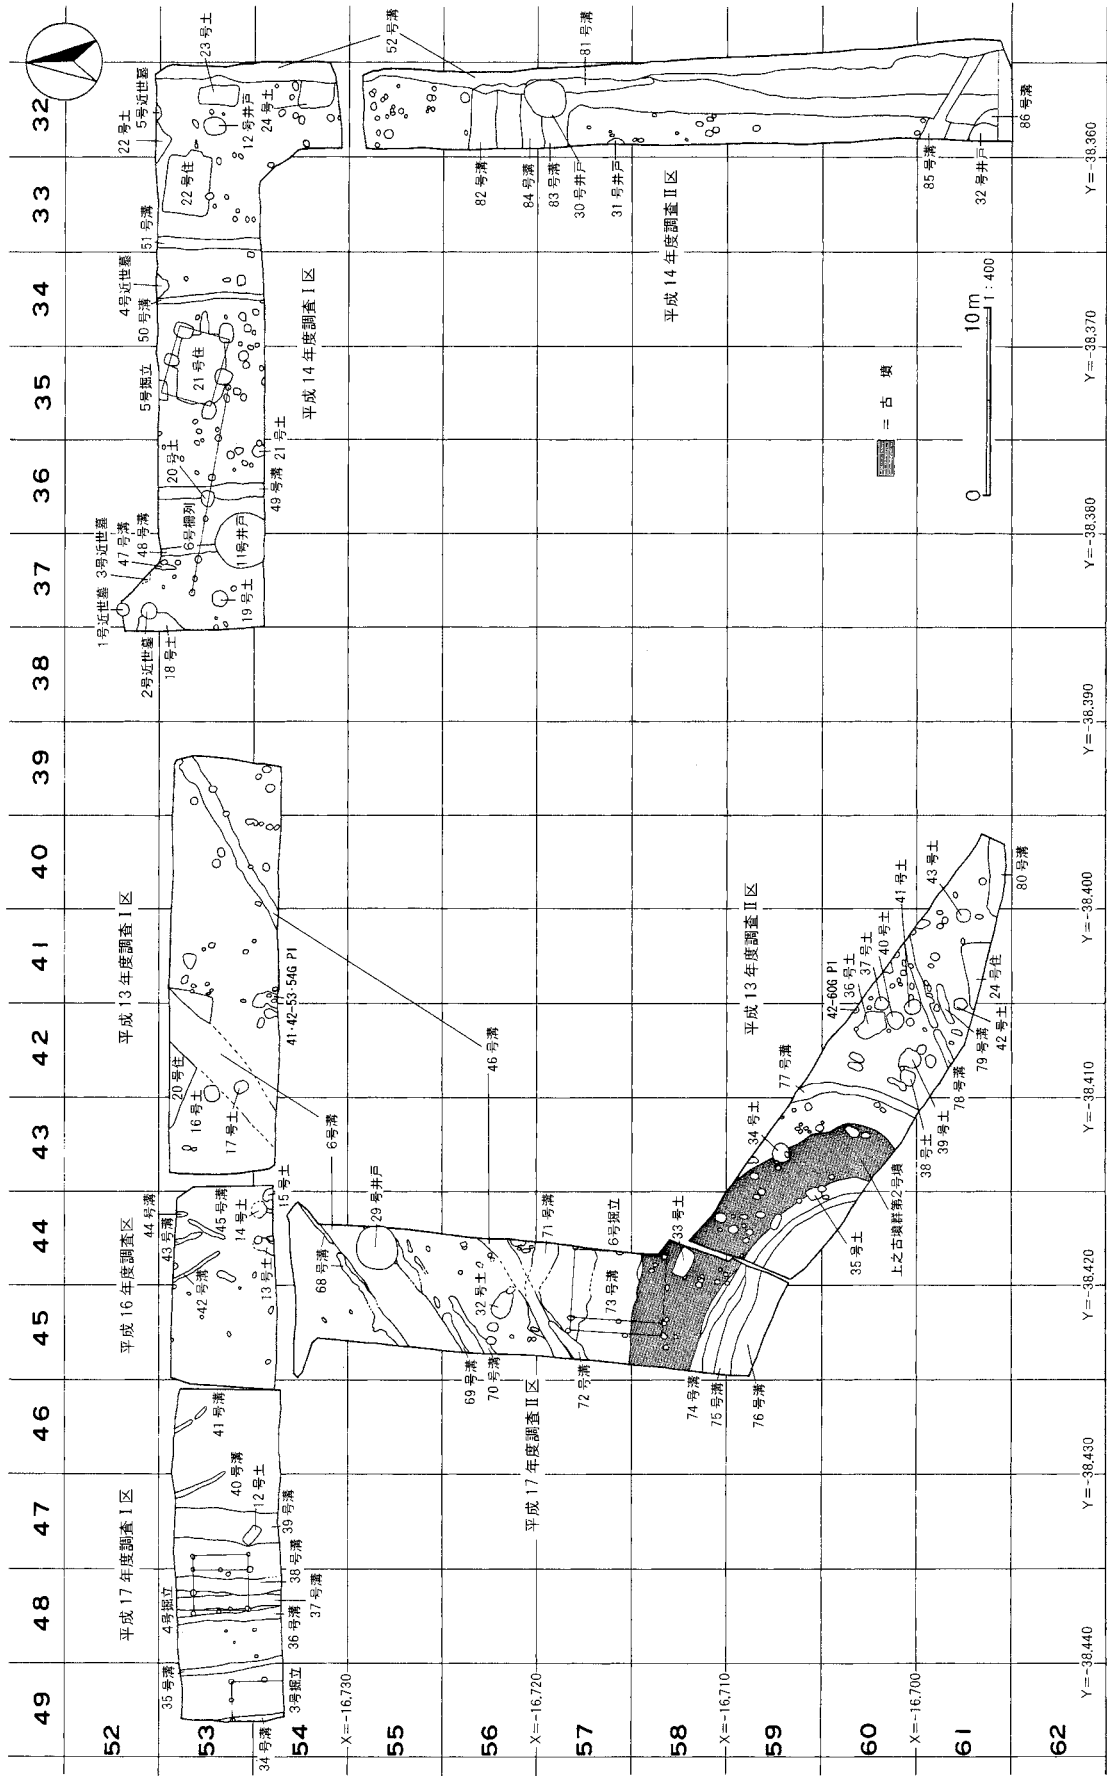 49
48
47
46
45
44
43
42
41
40
39
38
37
36
35
34
33
32
52
53
54
55
56
57
58
59
60
61
62
X=-16,730
X=-16,720
X=-16,710
X=-16,700
Y=-38,440
Y=-38,430
Y=-38,420
Y=-38,410
Y=-38,400
Y=-38,390
Y=-38,380
Y=-38,370
Y=-38,360
平成17年度調査Ⅰ区
34号溝
35号溝
3号掘立
4号掘立
36号溝
37号溝
38号溝
39号溝
12号土
40号溝
41号溝
平成16年度調査区
42号溝
43号溝
44号溝
45号溝
13号土
14号土
15号土
平成13年度調査Ⅰ区
20号住
16号土
17号土
6号溝
41・42-53・54G P1
46号溝
平成17年度調査Ⅱ区
68号溝
29号井戸
69号溝
70号溝
32号土
71号溝
72号溝
73号溝
6号掘立
33号土
74号溝
75号溝
76号溝
平成13年度調査Ⅱ区
34号土
35号土
上之古墳群第2号墳
77号溝
38号土
39号土
78号溝
79号溝
42号土
24号住
42-60G P1
36号土
37号土
40号土
41号土
43号土
80号溝
平成14年度調査Ⅰ区
1号近世墓
2号近世墓
3号近世墓
18号土
19号土
47号溝
48号溝
6号柵列
11号井戸
20号土
49号溝
21号土
5号掘立
21号住
50号溝
4号近世墓
51号溝
22号住
22号土
5号近世墓
12号井戸
23号土
24号土
52号溝
平成14年度調査Ⅱ区
81号溝
82号溝
84号溝
83号溝
30号井戸
31号井戸
85号溝
32号井戸
86号溝
= 古墳
0
10m
1:400